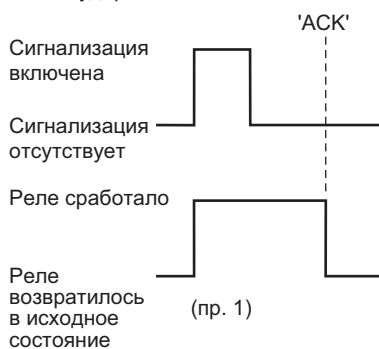 'ACK'
Сигнализация
включена
Сигнализация
отсутствует
Реле сработало
Реле
возвратилось
в исходное
состояние
(пр. 1)